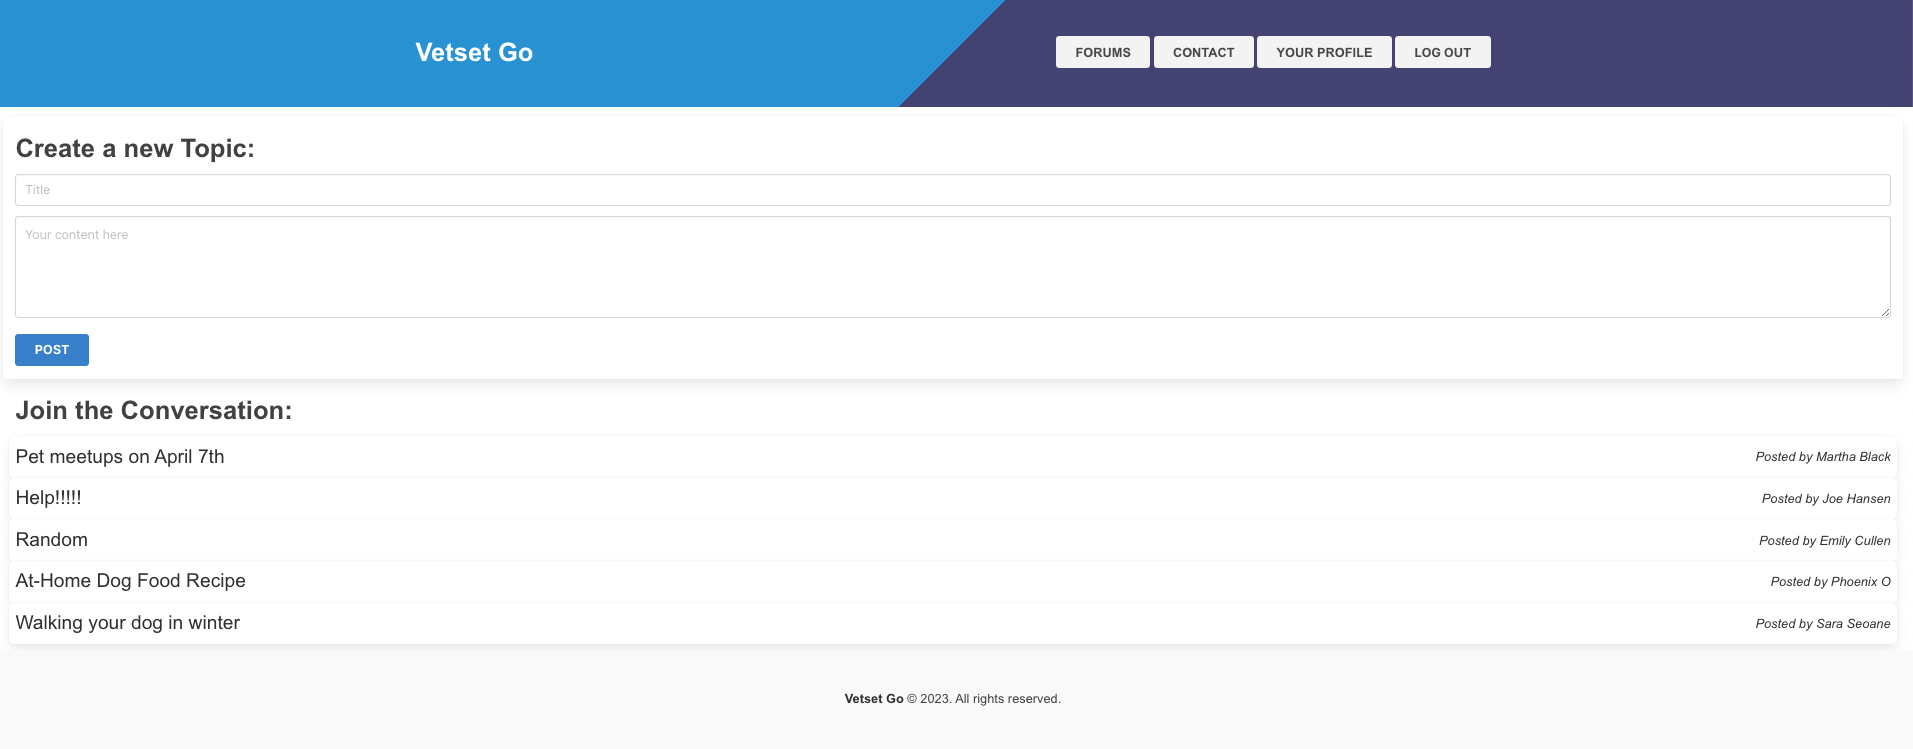 Vetset Go
FORUMS CONTACT YOUR PROFILE LOG OUT
Create a new Topic:
Title
Your content here
POST
Join the Conversation:
Pet meetups on April 7th Posted by Martha Black
Help!!!!! Posted by Joe Hansen
Random Posted by Emily Cullen
At-Home Dog Food Recipe Posted by Phoenix O
Walking your dog in winter Posted by Sara Seoane
Vetset Go © 2023. All rights reserved.